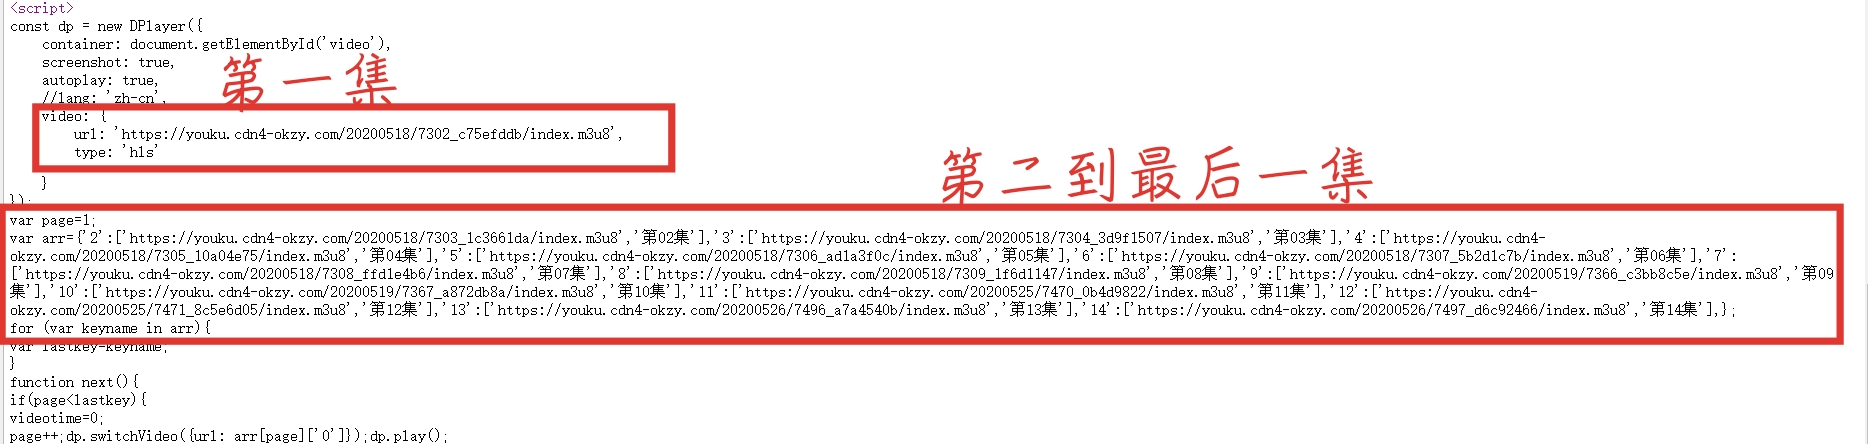 <script>
const dp = new DPlayer({
container: document.getElementById('video'),
screenshot: true,
autoplay: true,
//lang: 'zh-cn',
第一集
video: {
url: 'https://youku.cdn4-okzy.com/20200518/7302_c75efddb/index.m3u8',
type: 'hls'
}
});
第二到最后一集
var page=1;
var arr={'2':['https://youku.cdn4-okzy.com/20200518/7303_1c3661da/index.m3u8','第02集'],'3':['https://youku.cdn4-okzy.com/20200518/7304_3d9f1507/index.m3u8','第03集'],'4':['https://youku.cdn4-
okzy.com/20200518/7305_10a04e75/index.m3u8','第04集'],'5':['https://youku.cdn4-okzy.com/20200518/7306_ad1a3f0c/index.m3u8','第05集'],'6':['https://youku.cdn4-okzy.com/20200518/7307_5b2d1c7b/index.m3u8','第06集'],'7':
['https://youku.cdn4-okzy.com/20200518/7308_ffd1e4b6/index.m3u8','第07集'],'8':['https://youku.cdn4-okzy.com/20200518/7309_1f6d1147/index.m3u8','第08集'],'9':['https://youku.cdn4-okzy.com/20200519/7366_c3bb8c5e/index.m3u8','第09
集'],'10':['https://youku.cdn4-okzy.com/20200519/7367_a872db8a/index.m3u8','第10集'],'11':['https://youku.cdn4-okzy.com/20200525/7470_0b4d9822/index.m3u8','第11集'],'12':['https://youku.cdn4-
okzy.com/20200525/7471_8c5e6d05/index.m3u8','第12集'],'13':['https://youku.cdn4-okzy.com/20200526/7496_a7a4540b/index.m3u8','第13集'],'14':['https://youku.cdn4-okzy.com/20200526/7497_d6c92466/index.m3u8','第14集'],};
for (var keyname in arr){
var lastkey=keyname;
}
function next(){
if(page<lastkey){
videotime=0;
page++;dp.switchVideo({url: arr[page]['0']});dp.play();